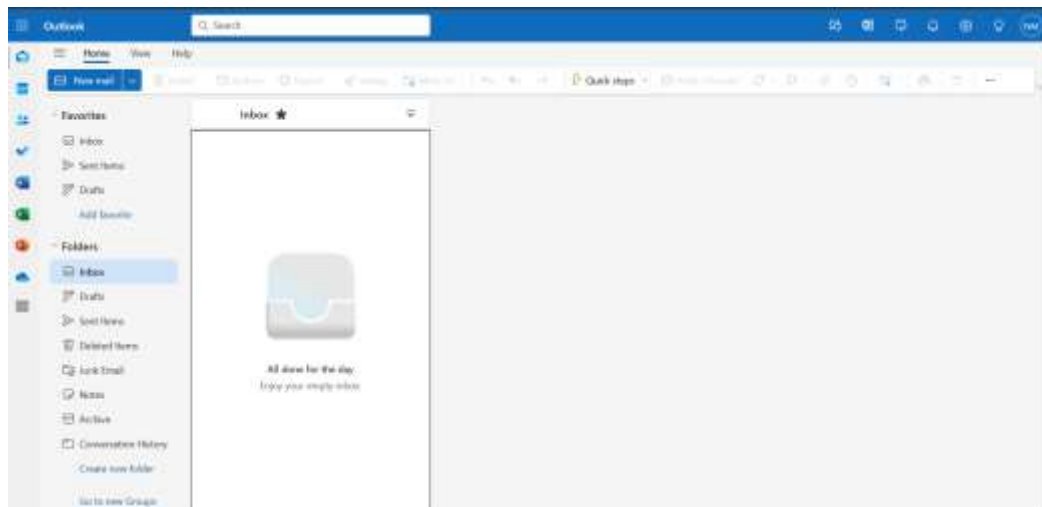 Outlook
Search
Home View Help
New mail
Quick steps
Favorites
Inbox
Sent Items
Drafts
Add favorite
Folders
Inbox
Drafts
Sent Items
Deleted Items
Junk Email
Notes
Archive
Conversation History
Create new folder
Go to new Groups
Inbox
All done for the day
Enjoy your empty inbox